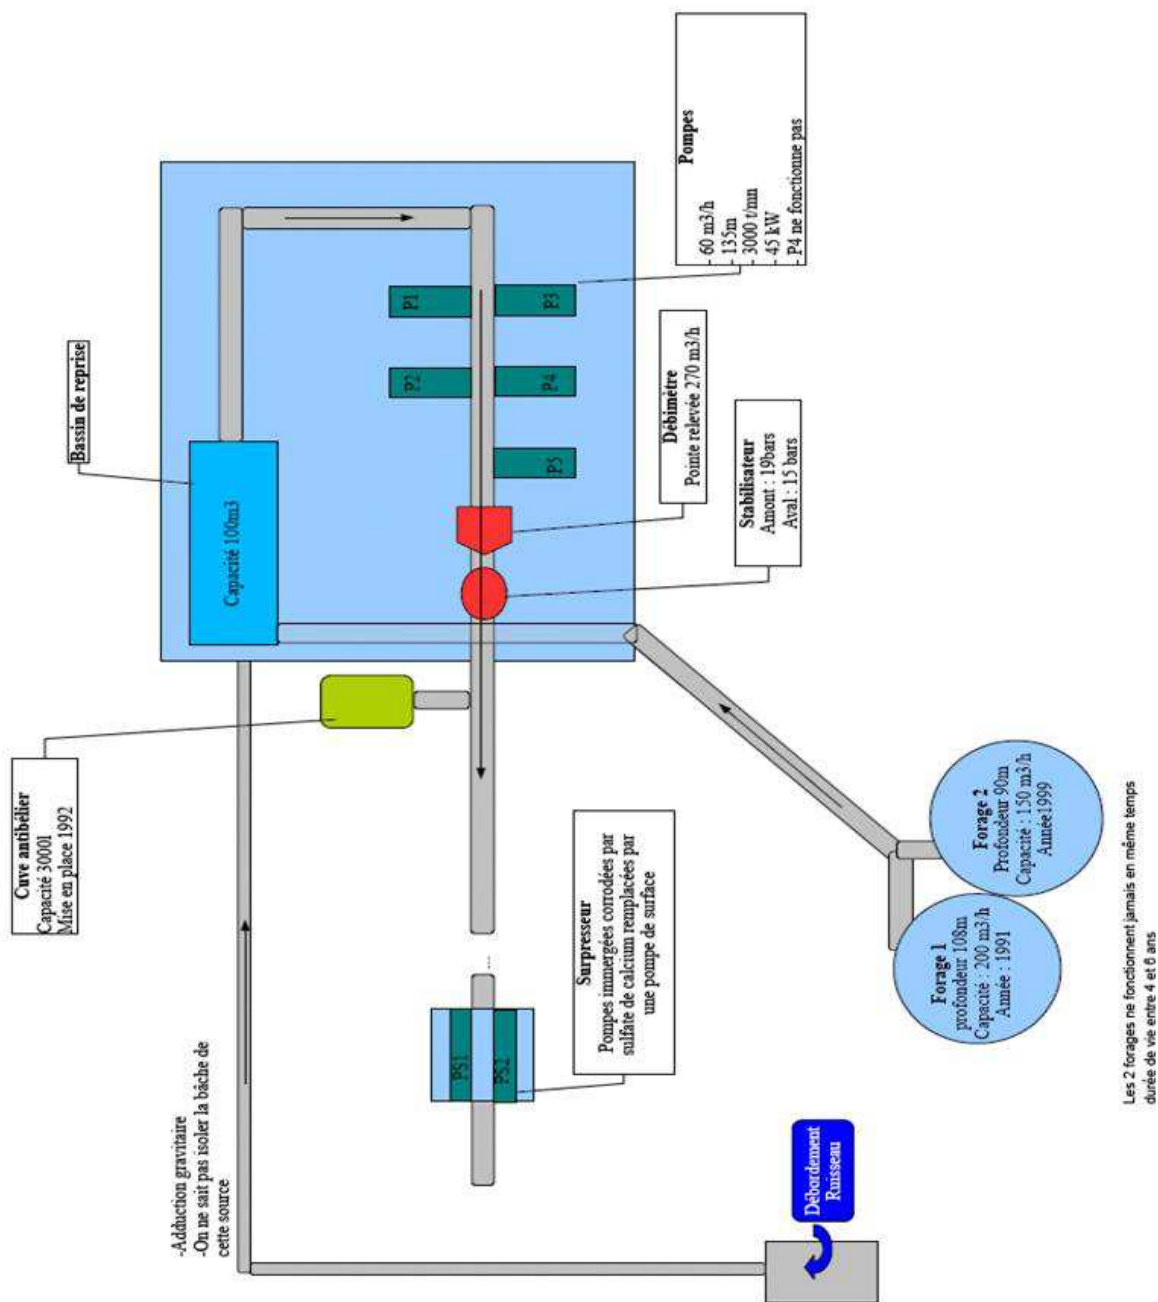 Bassin de reprise
Capacité 100m3
Pompes
- 60 m3/h
- 135m
- 3000 t/mn
- 45 kW
- P4 ne fonctionne pas
P1
P2
P3
P4
P5
Débimètre
Pointe relevée 270 m3/h
Stabilisateur
Amont : 19bars
Aval : 15 bars
Cuve antibélier
Capacité 3000l
Mise en place 1992
Surpresseur
Pompes immergées corrodées par
sulfate de calcium remplacées par
une pompe de surface
PS1
PS2
....
-Adduction gravitaire
-On ne sait pas isoler la bâche de
cette source
Débordement
Ruisseau
Forage 1
profondeur 108m
Capacité : 200 m3/h
Année : 1991
Forage 2
Profondeur 90m
Capacité : 150 m3/h
Année1999
Les 2 forages ne fonctionnent jamais en même temps
durée de vie entre 4 et 6 ans